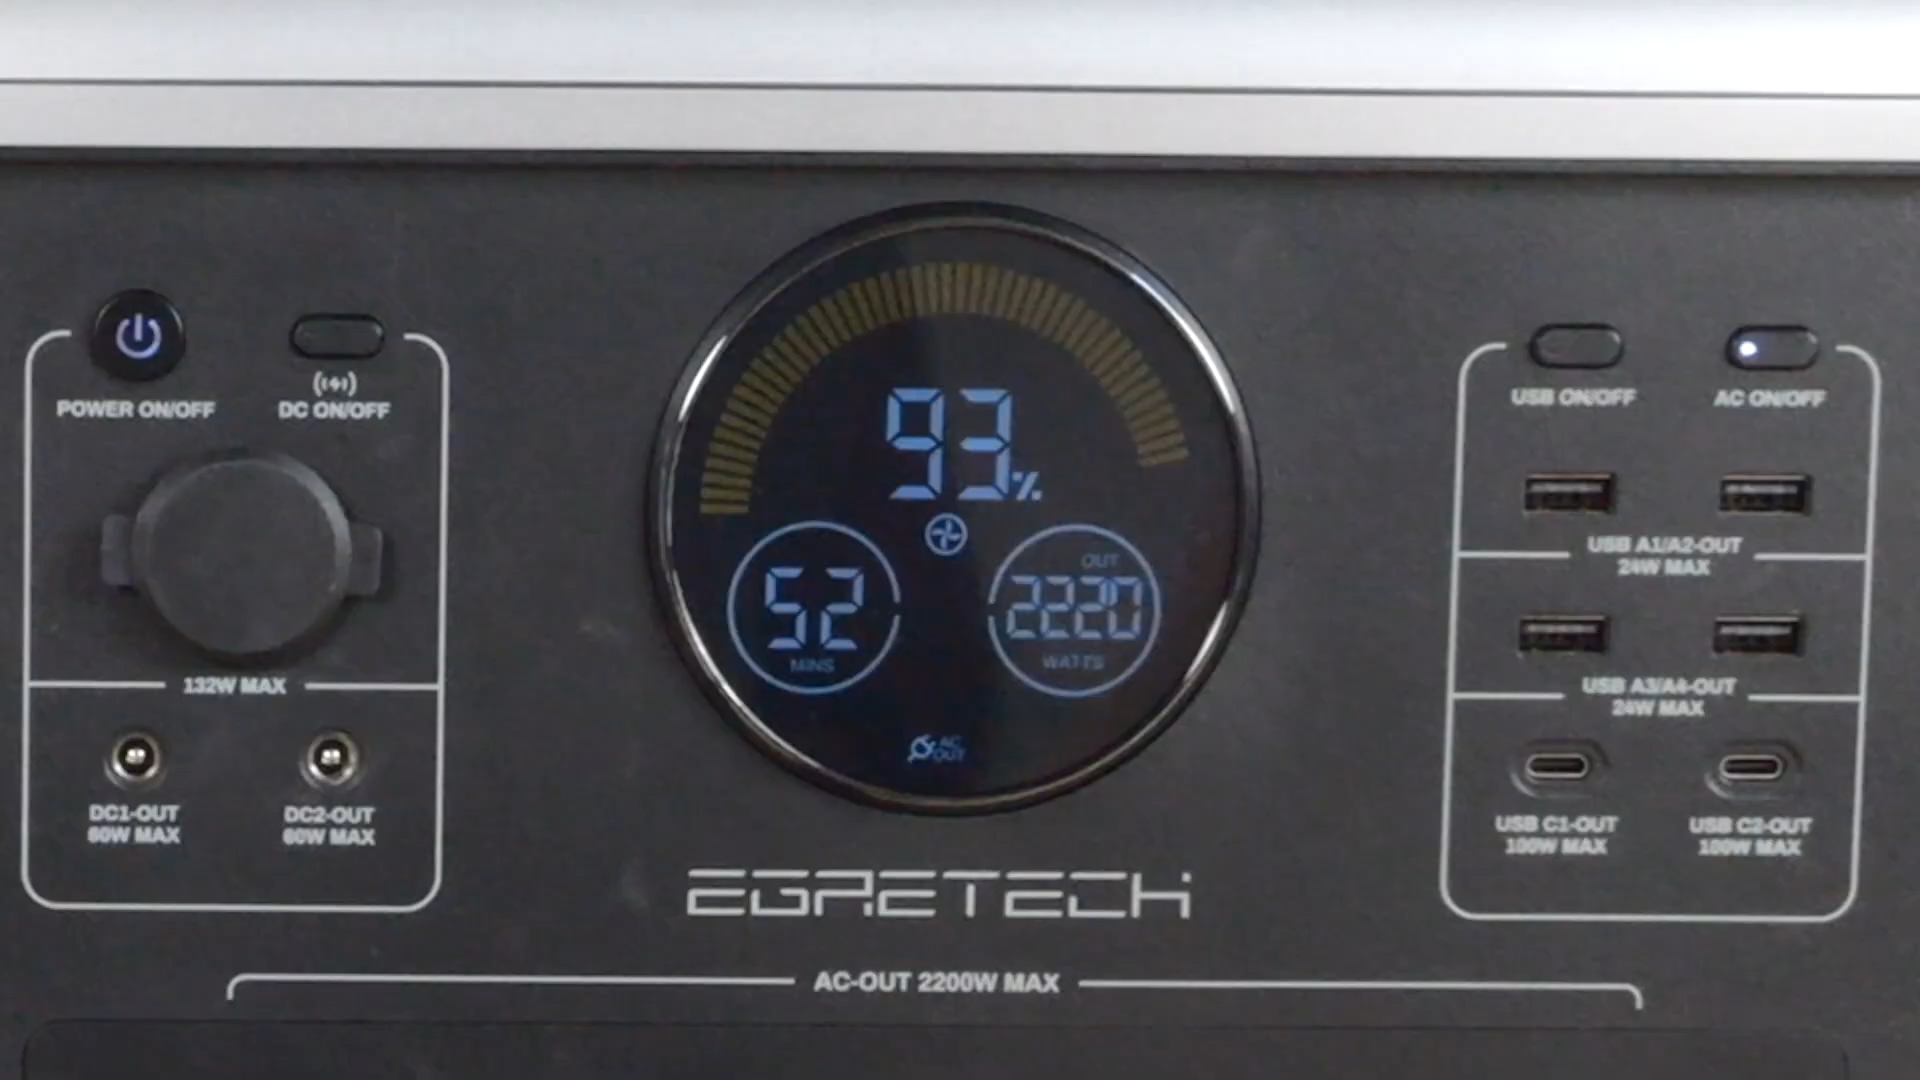 POWER ON/OFF
DC ON/OFF
132W MAX
DC1-OUT
60W MAX
DC2-OUT
60W MAX
93%
52
MINS
OUT
2220
WATTS
AC
OUT
EGRETECH
USB ON/OFF
AC ON/OFF
USB A1/A2-OUT
24W MAX
USB A3/A4-OUT
24W MAX
USB C1-OUT
100W MAX
USB C2-OUT
100W MAX
AC-OUT 2200W MAX